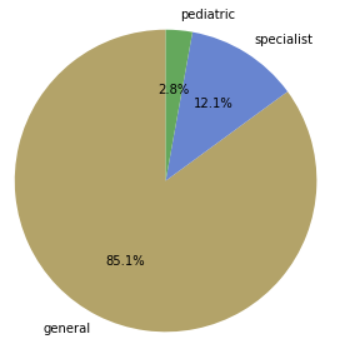 pediatric
specialist
2.8%
12.1%
85.1%
general